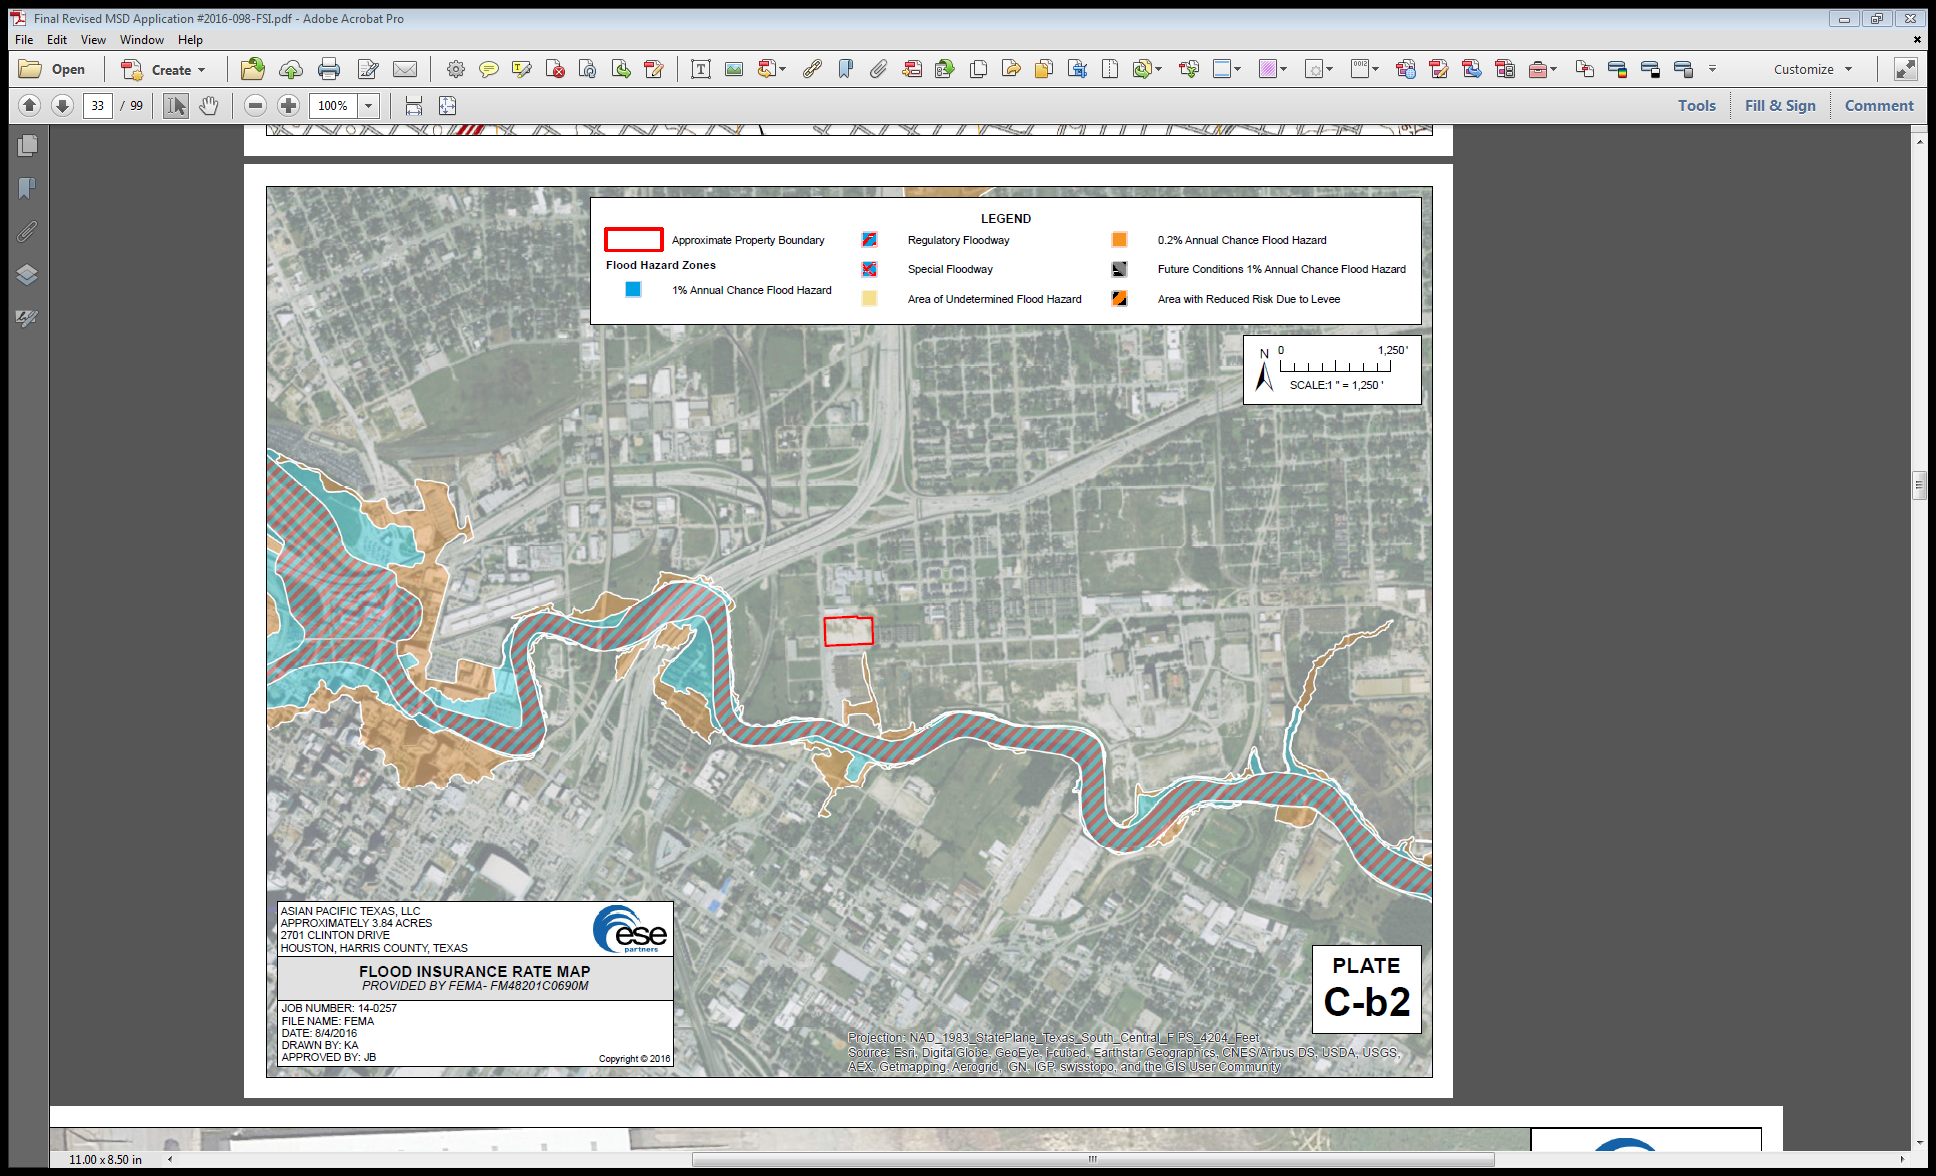 Final Revised MSD Application #2016-098-FSI.pdf - Adobe Acrobat Pro
File Edit View Window Help
Open Create Customize
33 / 99 100% Tools Fill & Sign Comment
LEGEND
Approximate Property Boundary
Flood Hazard Zones
1% Annual Chance Flood Hazard
Regulatory Floodway
Special Floodway
Area of Undetermined Flood Hazard
0.2% Annual Chance Flood Hazard
Future Conditions 1% Annual Chance Flood Hazard
Area with Reduced Risk Due to Levee
N 0 1,250'
SCALE:1 " = 1,250 '
ASIAN PACIFIC TEXAS, LLC
APPROXIMATELY 3.84 ACRES
2701 CLINTON DRIVE
HOUSTON, HARRIS COUNTY, TEXAS
ese
partners
FLOOD INSURANCE RATE MAP
PROVIDED BY FEMA- FM48201C0690M
JOB NUMBER: 14-0257
FILE NAME: FEMA
DATE: 8/4/2016
DRAWN BY: KA
APPROVED BY: JB
Copyright © 2016
PLATE
C-b2
Projection: NAD_1983_StatePlane_Texas_South_Central_FIPS_4204_Feet
Source: Esri, DigitalGlobe, GeoEye, i-cubed, Earthstar Geographics, CNES/Airbus DS, USDA, USGS,
AEX, Getmapping, Aerogrid, IGN, IGP, swisstopo, and the GIS User Community
11.00 x 8.50 in